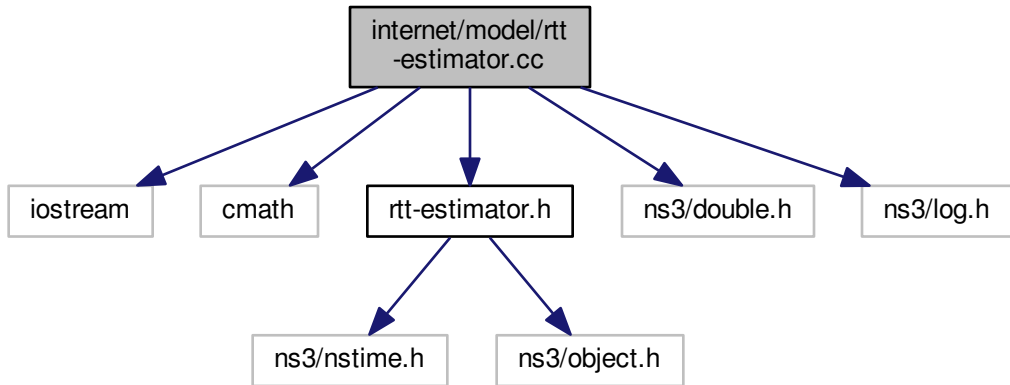 internet/model/rtt
-estimator.cc
iostream
cmath
rtt-estimator.h
ns3/double.h
ns3/log.h
ns3/nstime.h
ns3/object.h